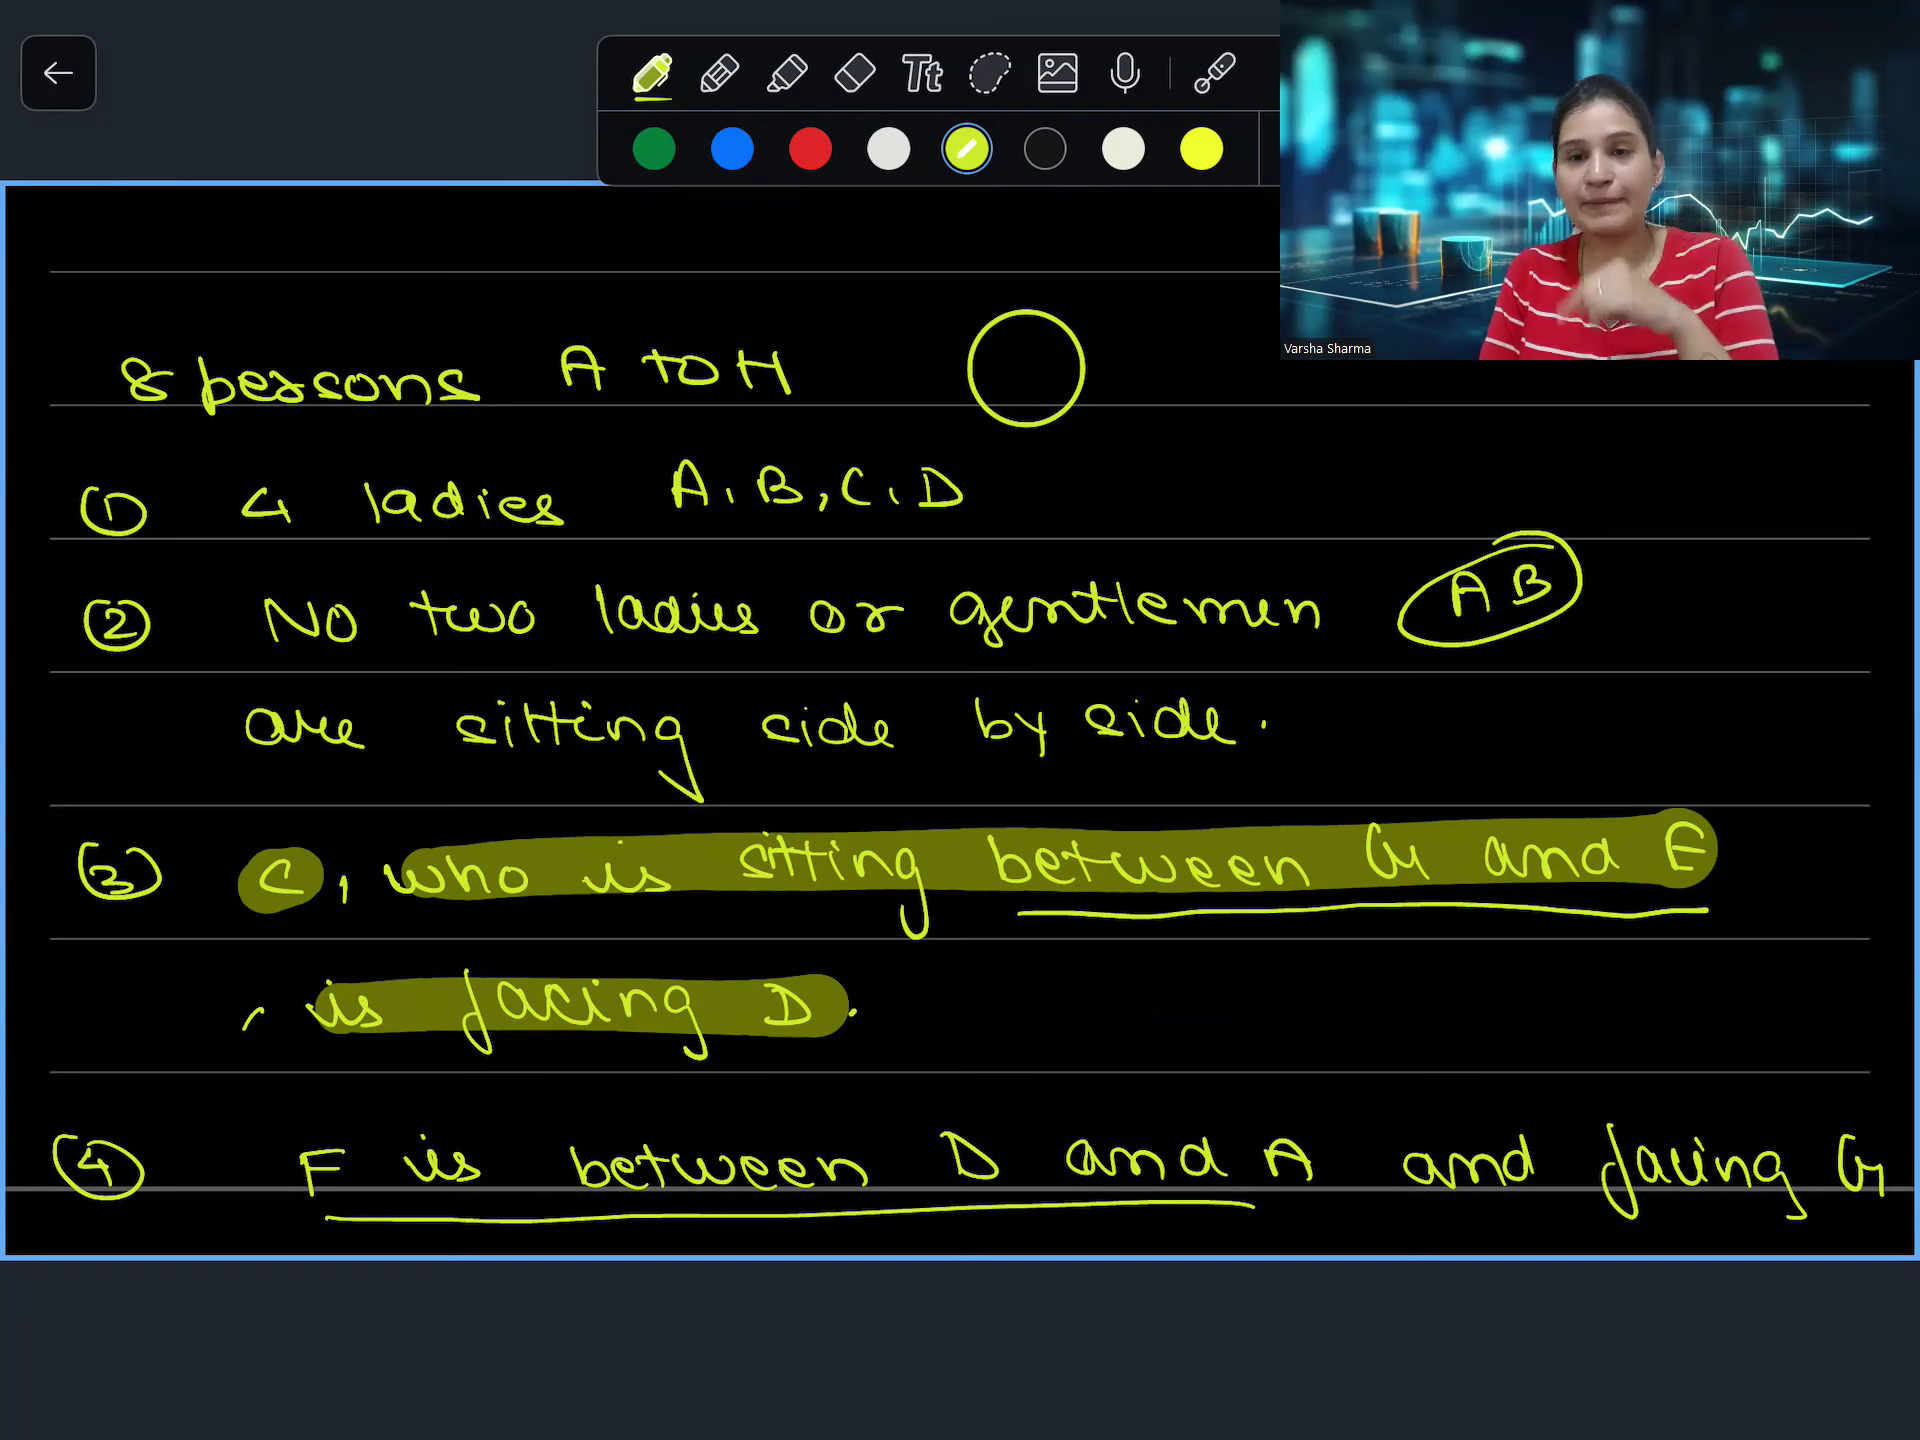 Tt
Varsha Sharma
8 persons A to H
① 4 ladies A, B, C, D
② No two ladies or gentlemen A B
are sitting side by side.
③ C, who is sitting between G and E
, is facing D.
④ F is between D and A and facing G